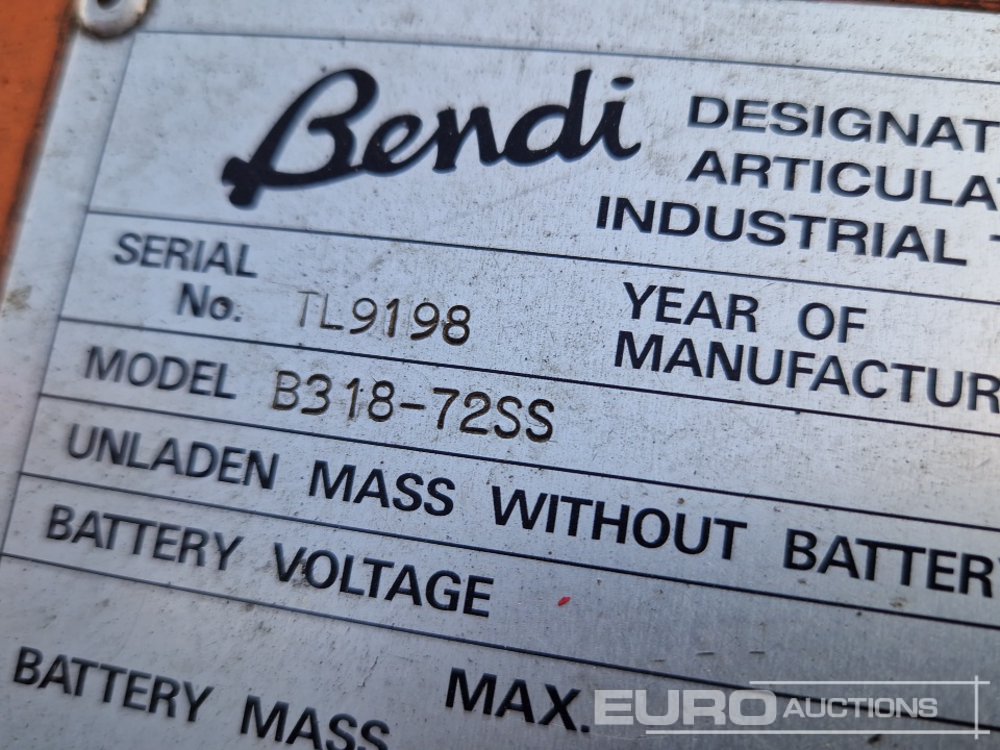 Bendi
DESIGNAT
ARTICULA
INDUSTRIAL
SERIAL
No. TL9198
YEAR OF
MANUFACTUR
MODEL B318-72SS
UNLADEN MASS WITHOUT BATTERY
BATTERY VOLTAGE
BATTERY MASS
MAX.
EURO AUCTIONS